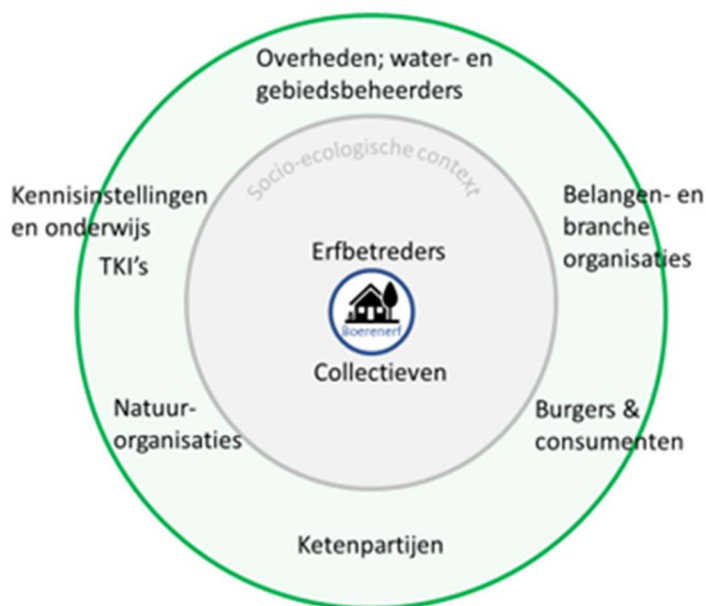 Overheden; water- en
gebiedsbeheerders
Socio-ecologische context
Kennisinstellingen
en onderwijs
TKI's
Belangen- en
branche
organisaties
Erfbetreders
Boerenerf
Collectieven
Natuur-
organisaties
Burgers &
consumenten
Ketenpartijen